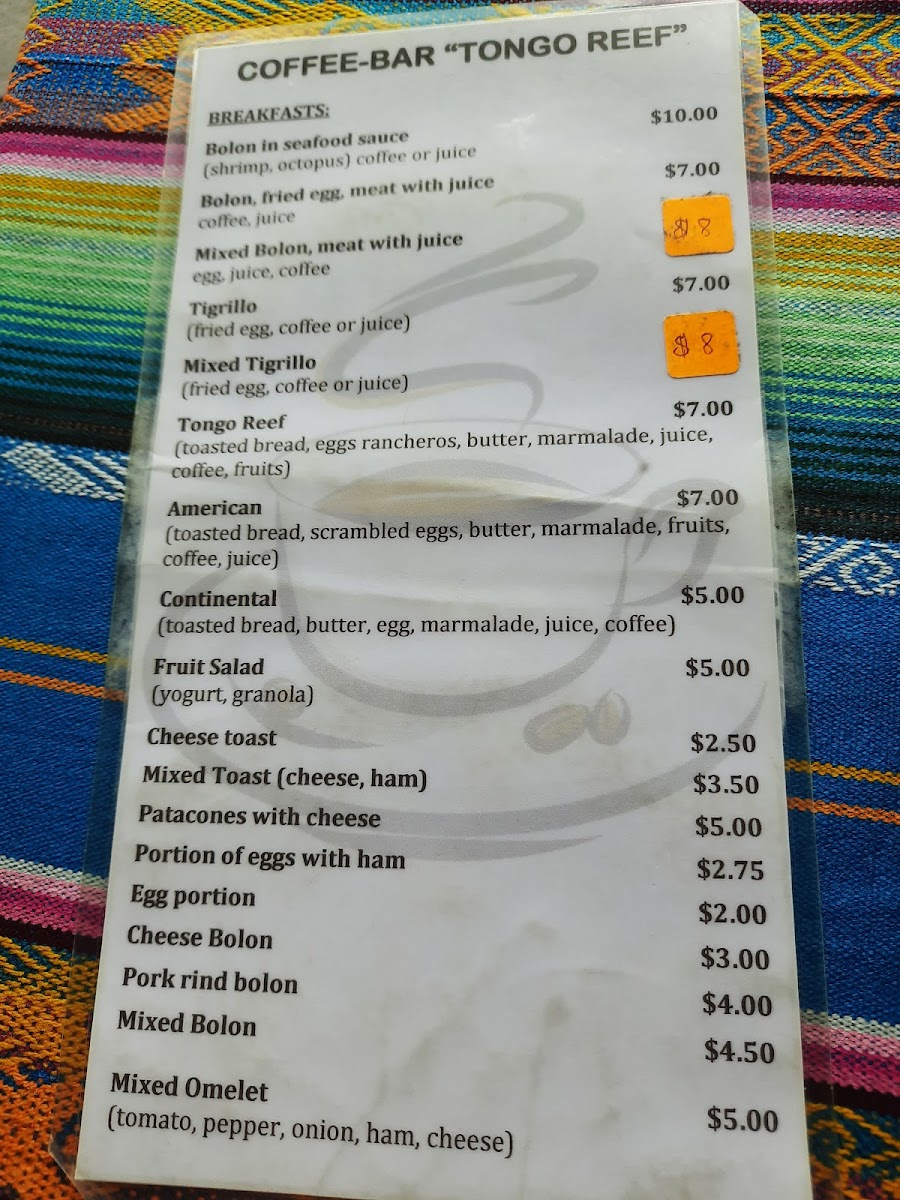 COFFEE-BAR "TONGO REEF"
BREAKFASTS:
Bolon in seafood sauce $10.00
(shrimp, octopus) coffee or juice
Bolon, fried egg, meat with juice $7.00
coffee, juice
Mixed Bolon, meat with juice $8
egg, juice, coffee
Tigrillo $7.00
(fried egg, coffee or juice)
Mixed Tigrillo $8
(fried egg, coffee or juice)
Tongo Reef $7.00
(toasted bread, eggs rancheros, butter, marmalade, juice,
coffee, fruits)
American $7.00
(toasted bread, scrambled eggs, butter, marmalade, fruits,
coffee, juice)
Continental $5.00
(toasted bread, butter, egg, marmalade, juice, coffee)
Fruit Salad $5.00
(yogurt, granola)
Cheese toast $2.50
Mixed Toast (cheese, ham) $3.50
Patacones with cheese $5.00
Portion of eggs with ham $2.75
Egg portion $2.00
Cheese Bolon $3.00
Pork rind bolon $4.00
Mixed Bolon $4.50
Mixed Omelet $5.00
(tomato, pepper, onion, ham, cheese)